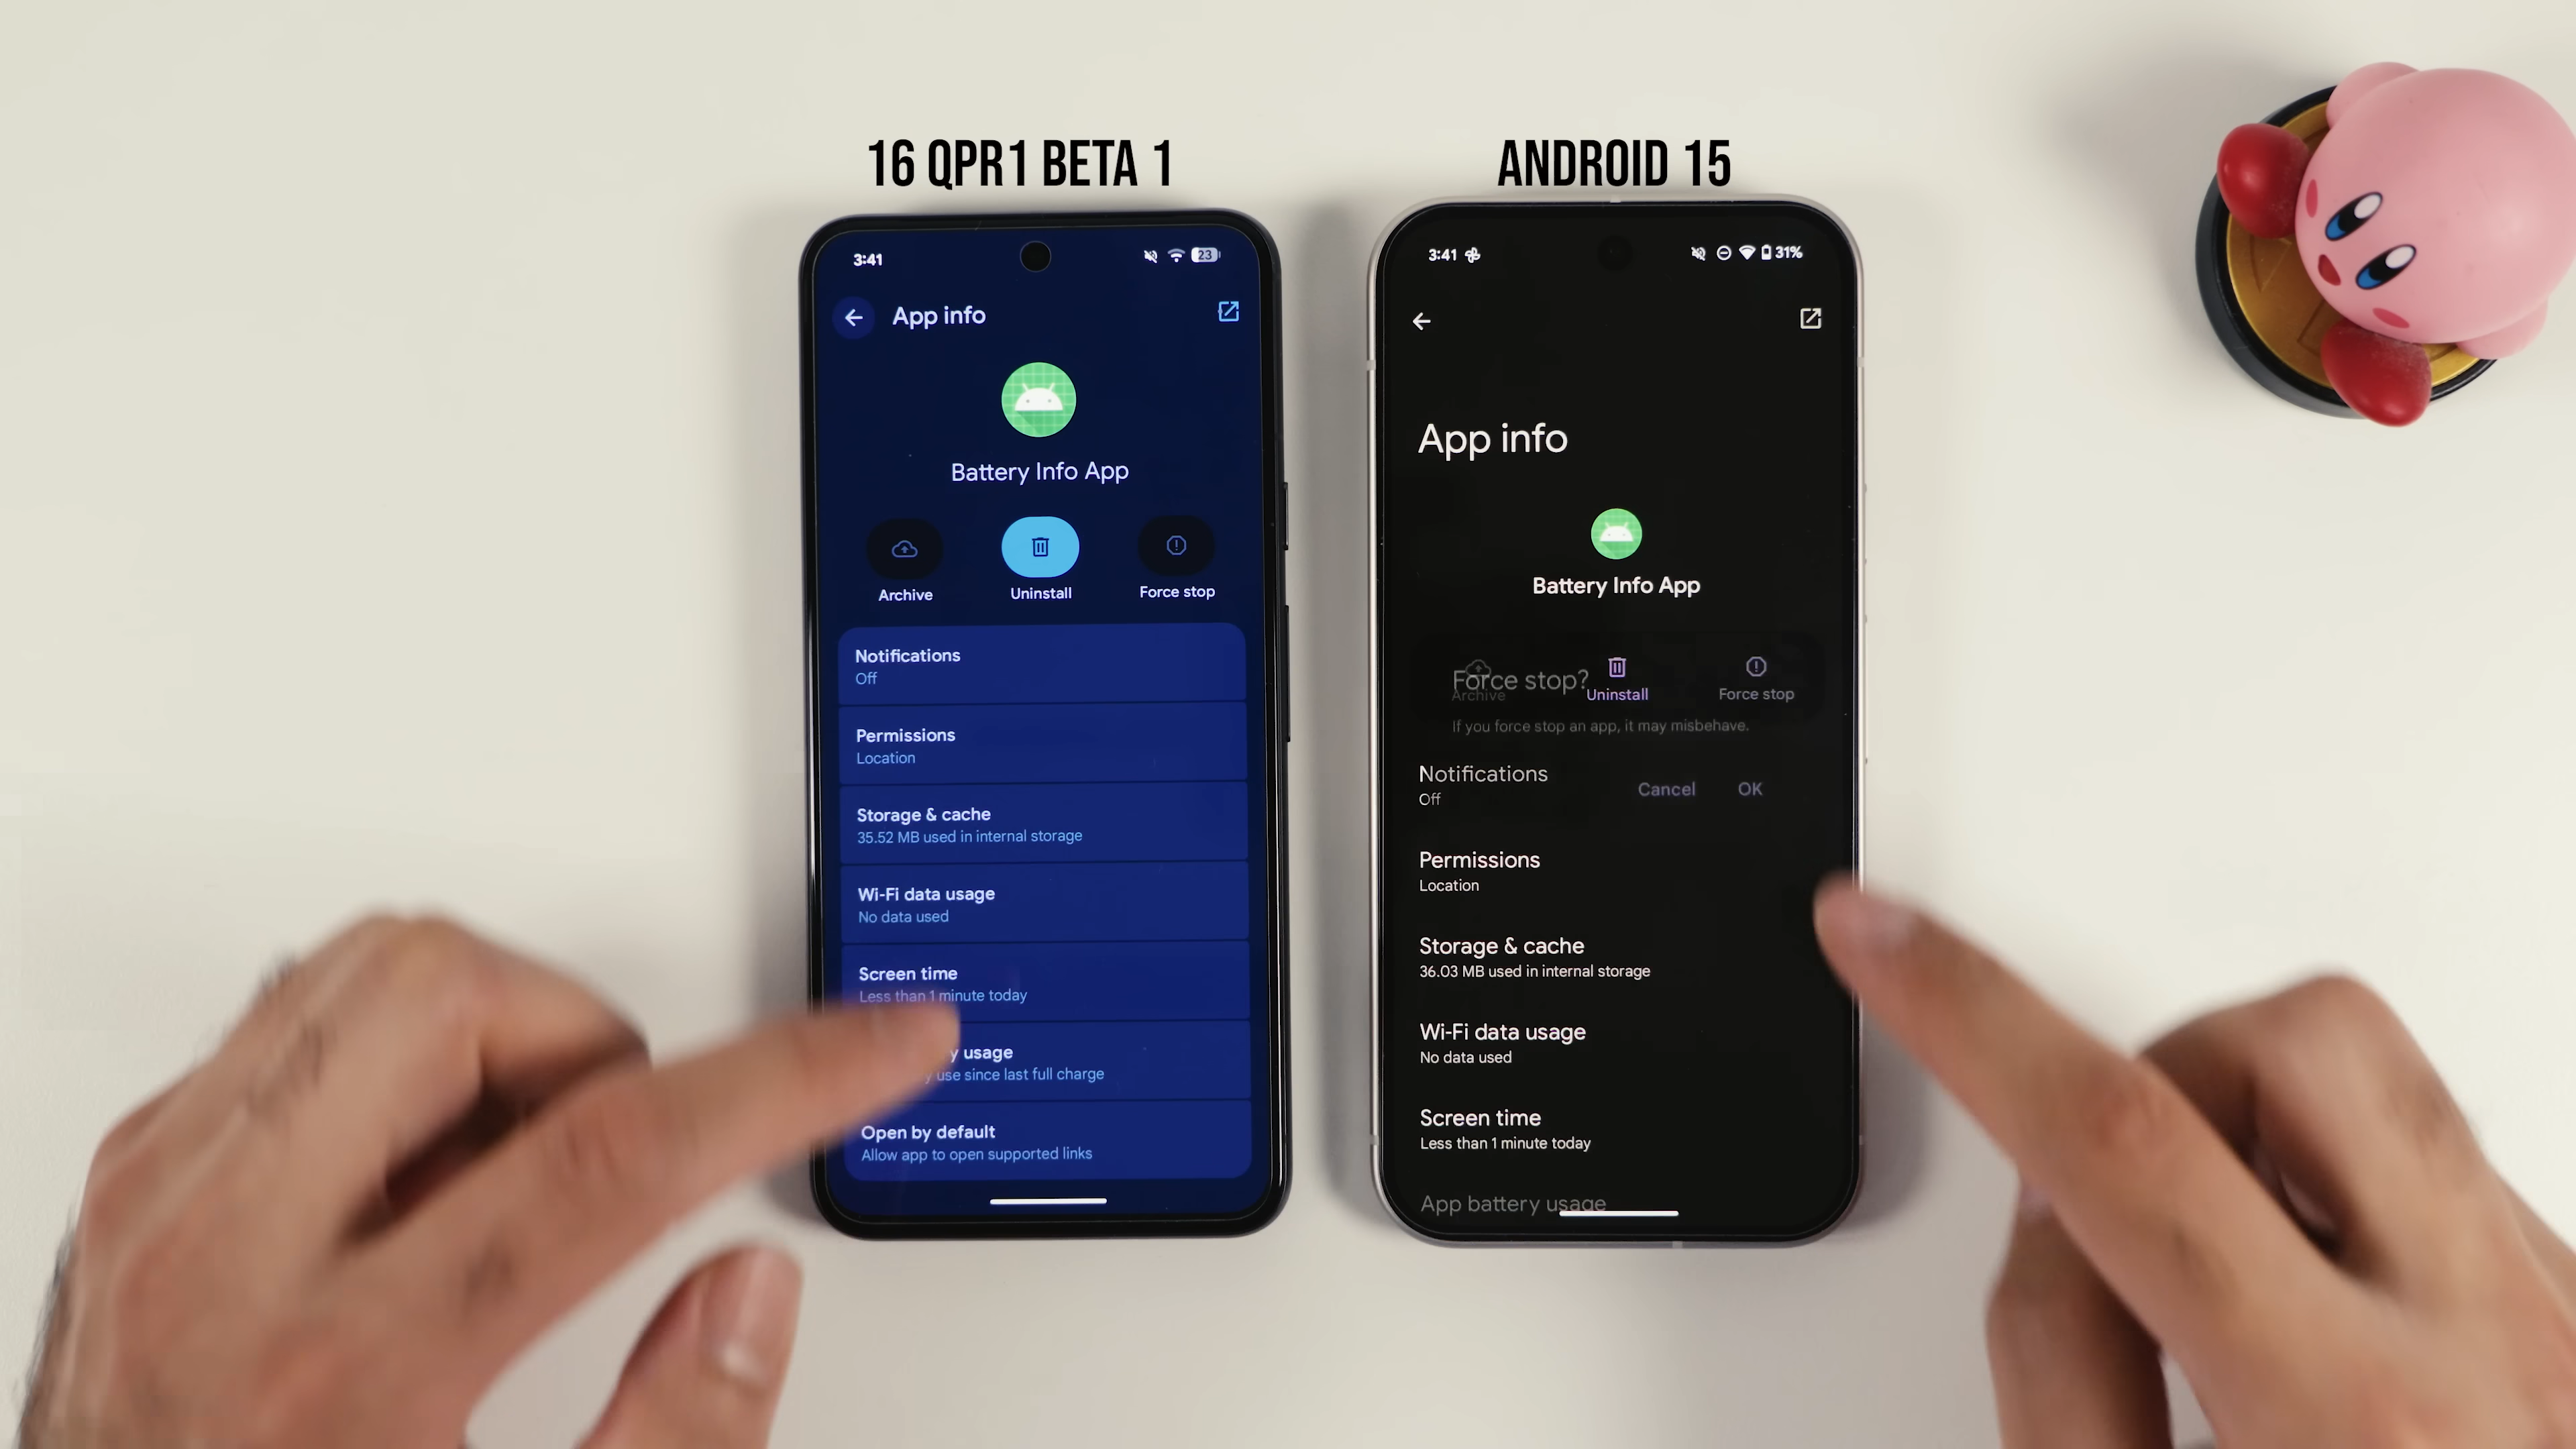 16 QPR1 BETA 1
3:41
23
App info
Battery Info App
Archive
Uninstall
Force stop
Notifications
Off
Permissions
Location
Storage & cache
35.52 MB used in internal storage
Wi-Fi data usage
No data used
Screen time
Less than 1 minute today
usage
use since last full charge
Open by default
Allow app to open supported links
ANDROID 15
3:41
31%
App info
Battery Info App
Force stop?
Archive
Uninstall
Force stop
If you force stop an app, it may misbehave.
Notifications
Off
Cancel
OK
Permissions
Location
Storage & cache
36.03 MB used in internal storage
Wi-Fi data usage
No data used
Screen time
Less than 1 minute today
App battery usage